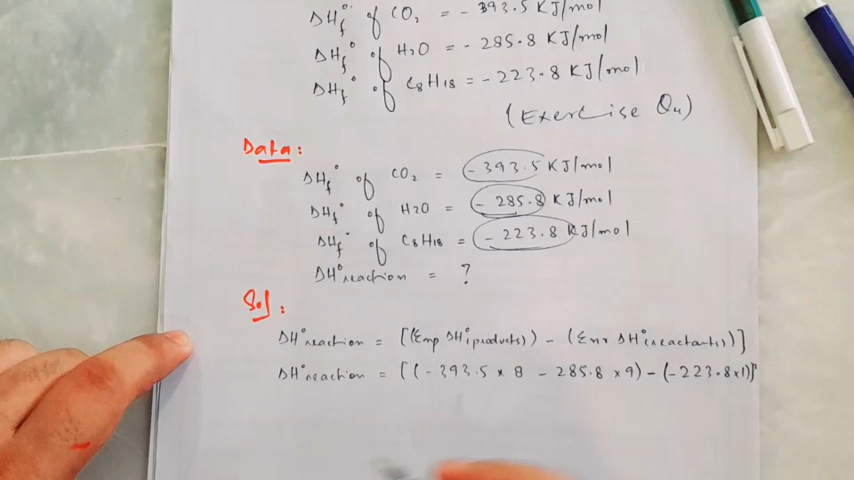 ΔHf° of CO₂ = -393.5 KJ/mol
ΔHf° of H2O = -285.8 KJ/mol
ΔHf° of C8H18 = -223.8 KJ/mol
(Exercise Q4)
Data:
ΔHf° of CO₂ = -393.5 KJ/mol
ΔHf° of H2O = -285.8 KJ/mol
ΔHf° of C8H18 = -223.8 KJ/mol
ΔH°reaction = ?
Sol:
ΔH°reaction = [(Σnp ΔH°(products)) - (Σnr ΔH°(reactants))]
ΔH°reaction = [(-393.5 × 8 - 285.8 × 9) - (-223.8×1)]